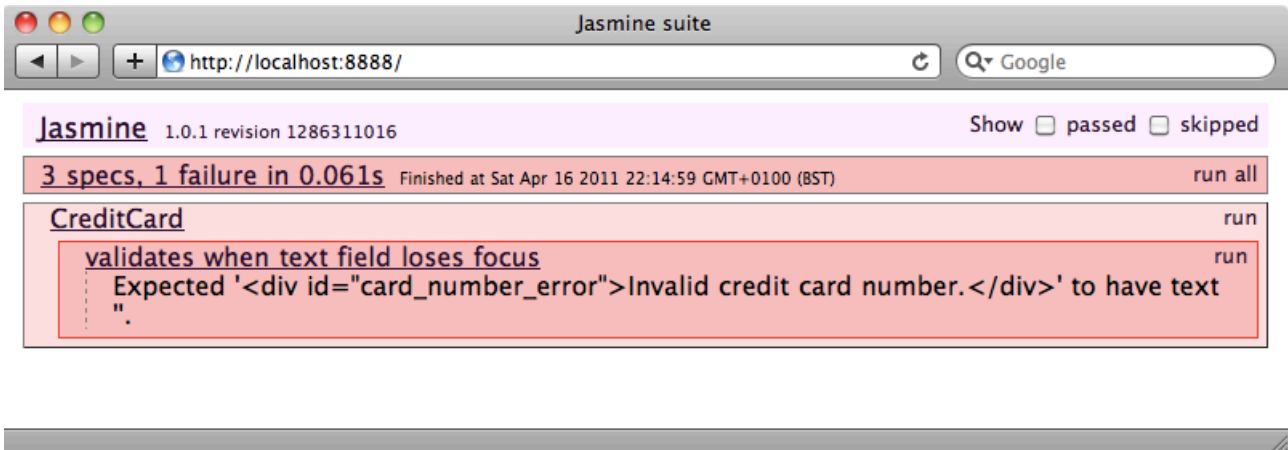 Jasmine suite
+ http://localhost:8888/ Google
Jasmine 1.0.1 revision 1286311016 Show passed skipped
3 specs, 1 failure in 0.061s Finished at Sat Apr 16 2011 22:14:59 GMT+0100 (BST) run all
CreditCard run
validates when text field loses focus run
Expected '<div id="card_number_error">Invalid credit card number.</div>' to have text
''.